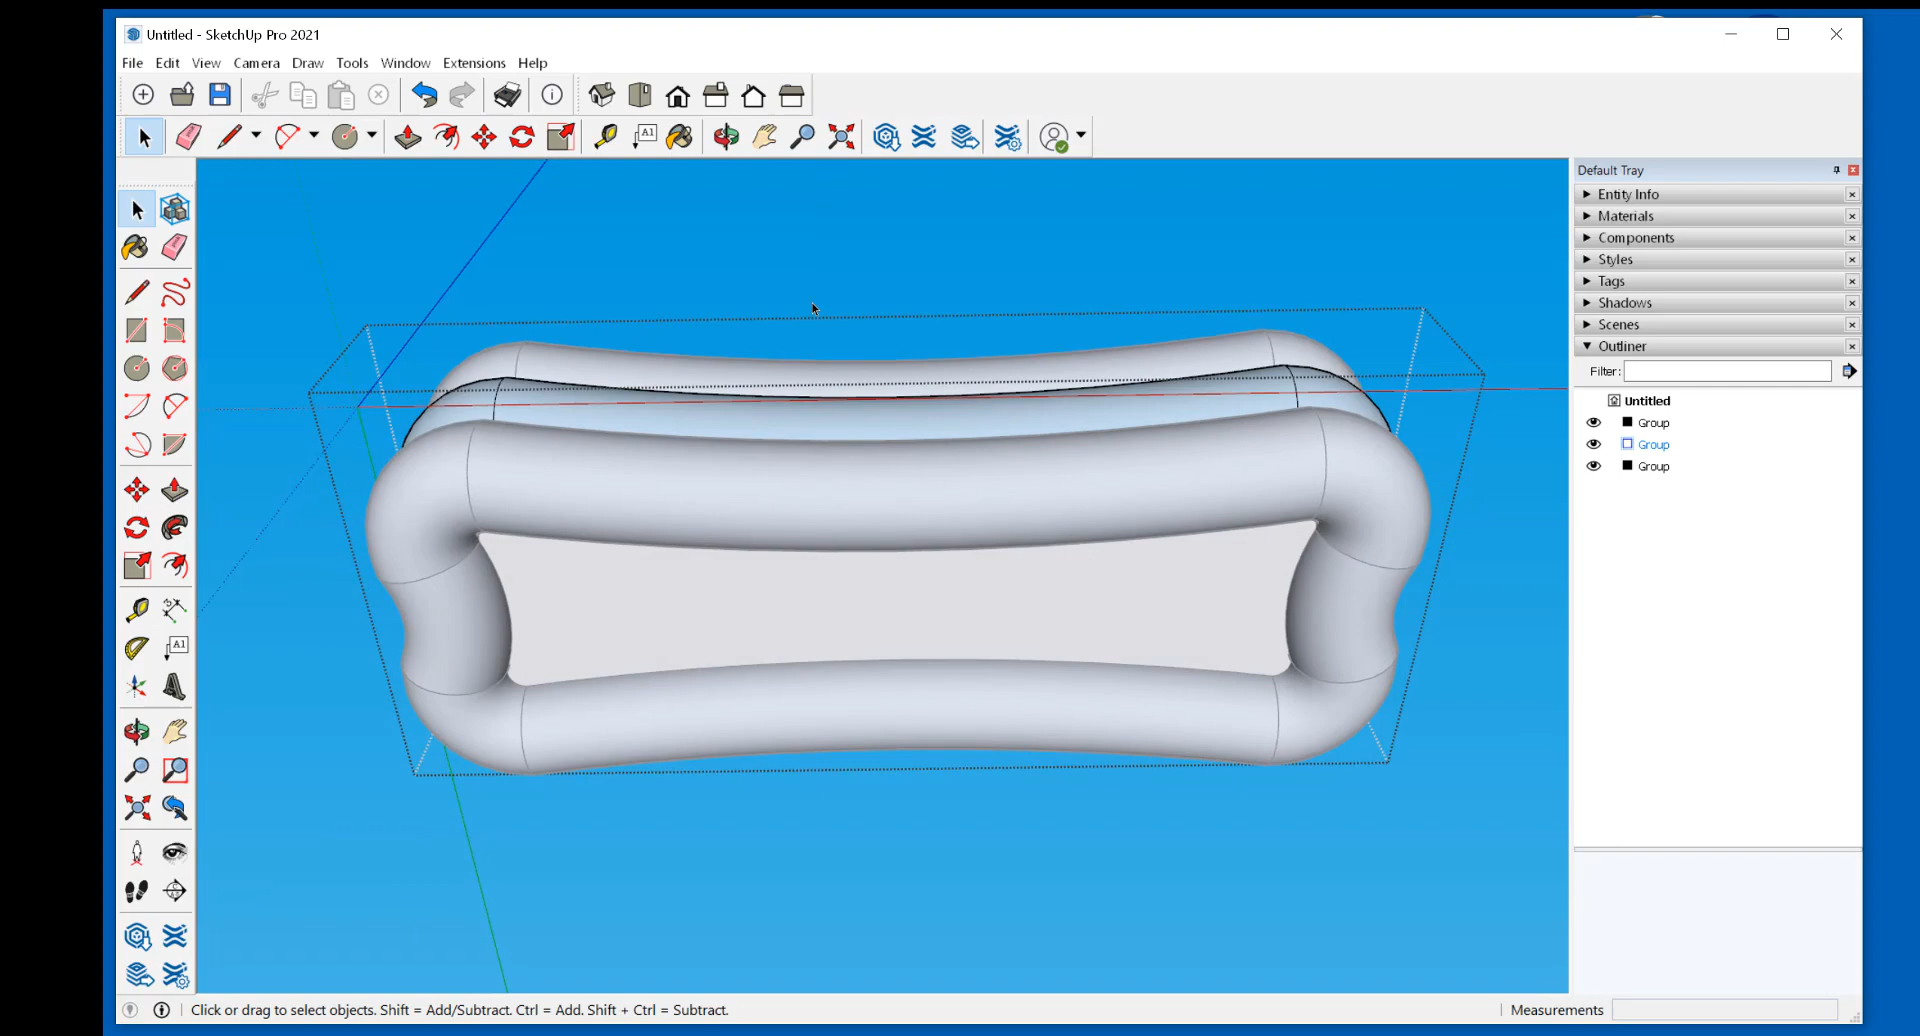 Untitled - SketchUp Pro 2021
File Edit View Camera Draw Tools Window Extensions Help
A1
Default Tray
Entity Info
Materials
Components
Styles
Tags
Shadows
Scenes
Outliner
Filter:
Untitled
Group
Group
Group
A1
Click or drag to select objects. Shift = Add/Subtract. Ctrl = Add. Shift + Ctrl = Subtract.
Measurements